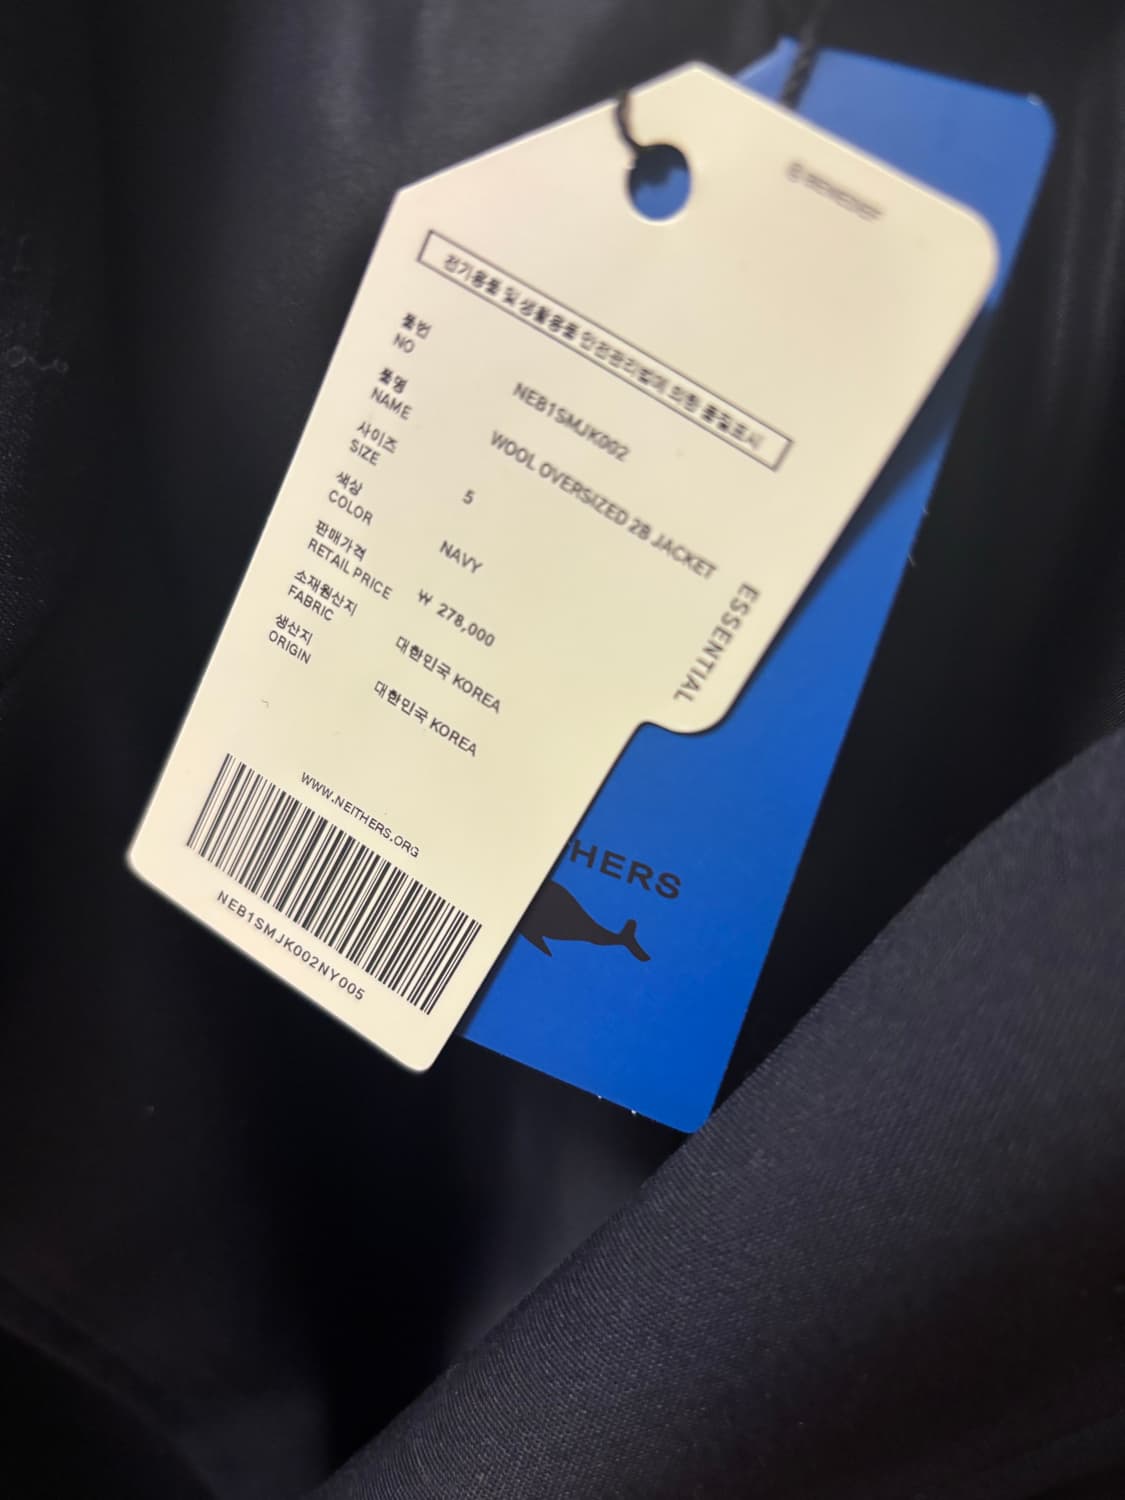 전기용품 및 생활용품 안전관리법에 의한 품질표시
품번
NO
NEB1SMJK002
품명
NAME
WOOL OVERSIZED 2B JACKET
사이즈
SIZE
5
색상
COLOR
NAVY
판매가격
RETAIL PRICE
₩ 278,000
소재원산지
FABRIC
대한민국 KOREA
생산지
ORIGIN
대한민국 KOREA
ESSENTIAL
WWW.NEITHERS.ORG
NEB1SMJK002NY005
HERS